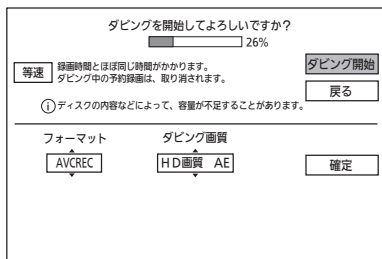 ダビングを開始してよろしいですか？
26%
等速
録画時間とほぼ同じ時間がかかります。
ダビング中の予約録画は、取り消されます。
ダビング開始
戻る
ⓘディスクの内容などによって、容量が不足することがあります。
フォーマット
ダビング画質
AVCREC
HD画質 AE
確定